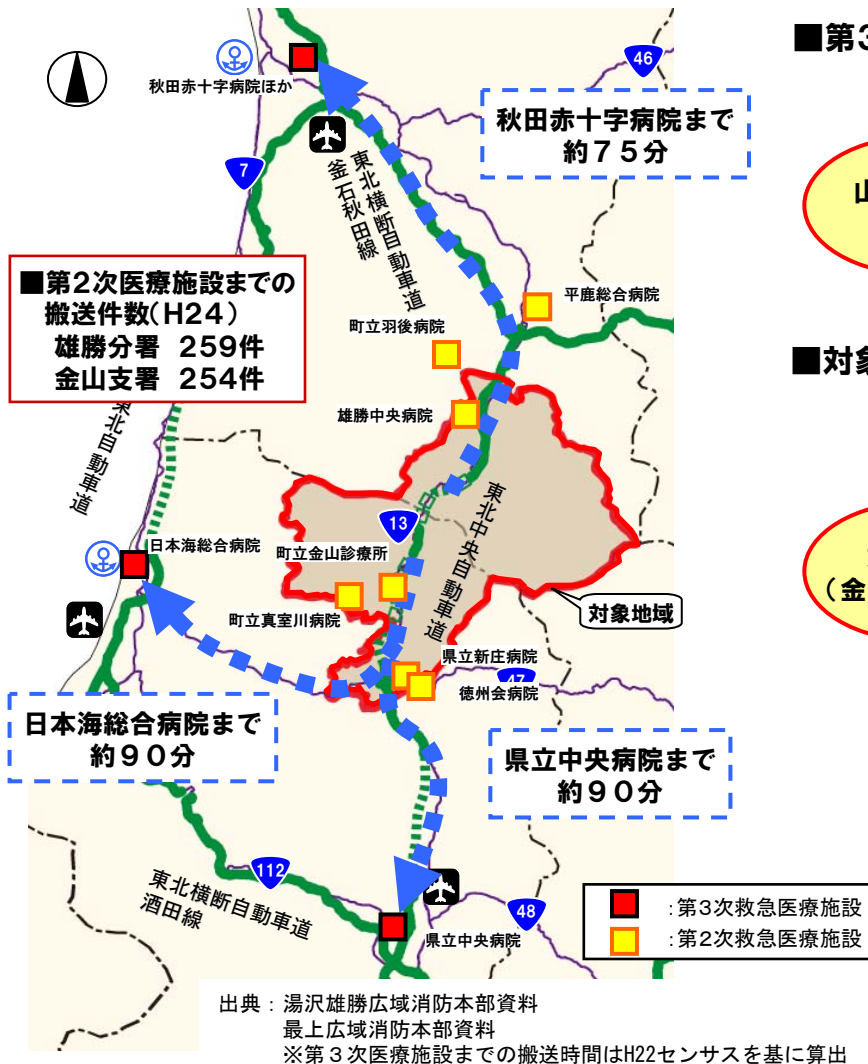 ■第3
46
秋田赤十字病院ほか
秋田赤十字病院まで
約75分
7
東北横断自動車道
釜石秋田線
山
■第2次医療施設までの
搬送件数(H24)
雄勝分署 259件
金山支署 254件
平鹿総合病院
町立羽後病院
■対象
雄勝中央病院
東北自動車道
東北中央自動車道
13
日本海総合病院
町立金山診療所
町立真室川病院
対象地域
(金
県立新庄病院
47
徳州会病院
日本海総合病院まで
約90分
県立中央病院まで
約90分
112
東北横断自動車道
酒田線
48
県立中央病院
:第3次救急医療施設
:第2次救急医療施設
出典:湯沢雄勝広域消防本部資料
最上広域消防本部資料
※第3次医療施設までの搬送時間はH22センサスを基に算出